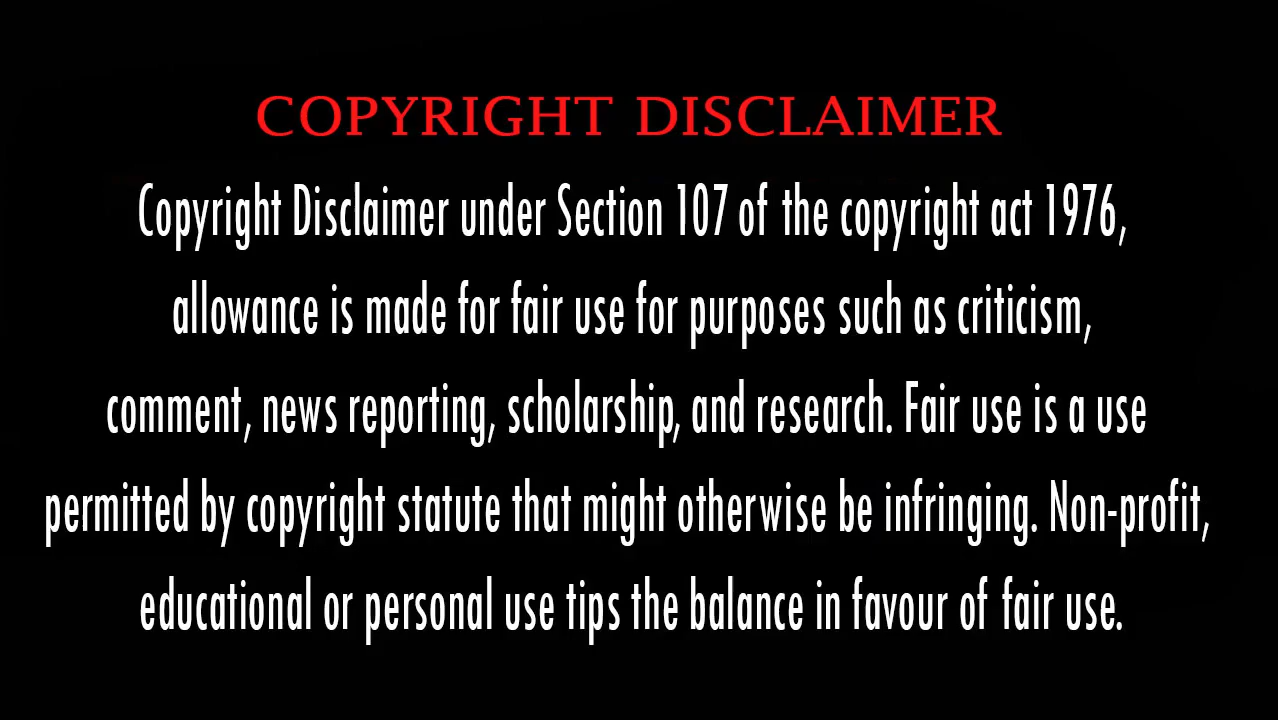 COPYRIGHT DISCLAIMER
Copyright Disclaimer under Section 107 of the copyright act 1976,
allowance is made for fair use for purposes such as criticism,
comment, news reporting, scholarship, and research. Fair use is a use
permitted by copyright statute that might otherwise be infringing. Non-profit,
educational or personal use tips the balance in favour of fair use.